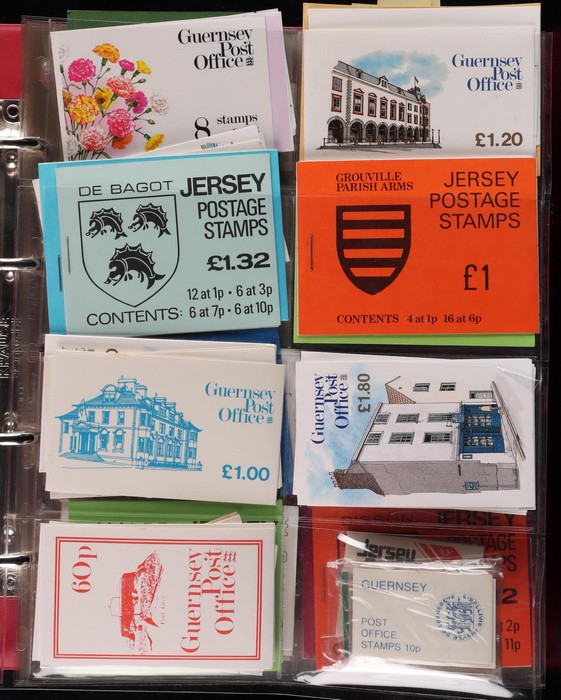 Guernsey
Post
Office
8 stamps
Guernsey
Post
Office
£1.20
DE BAGOT
JERSEY
POSTAGE
STAMPS
£1.32
12 at 1p • 6 at 3p
CONTENTS: 6 at 7p • 6 at 10p
GROUVILLE
PARISH ARMS
JERSEY
POSTAGE
STAMPS
£1
CONTENTS 4 at 1p 16 at 6p
Guernsey
Post
Office
£1.00
Guernsey
Post
Office
£1.80
60p
Guernsey
Post
Office
JERSEY
Jersey
2p
11p
GUERNSEY
POST
OFFICE
STAMPS 10p